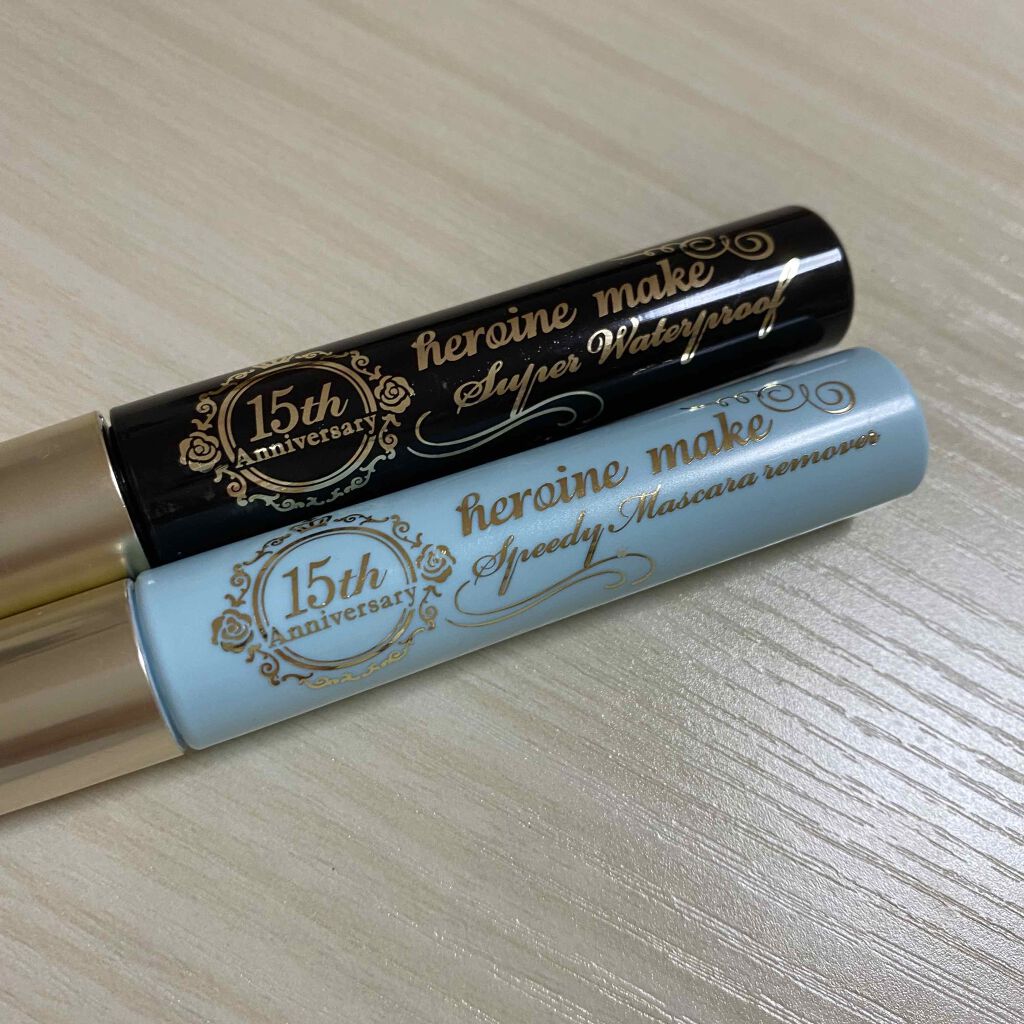 15th
Anniversary
heroine make
Super Waterproof
15th
Anniversary
heroine make
Speedy Mascara remover